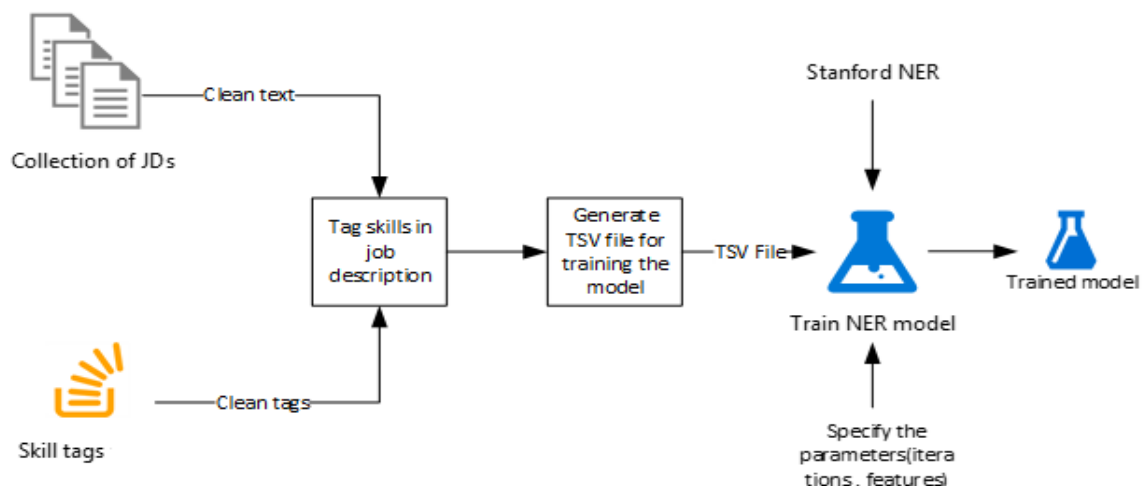 Collection of JDs
Clean text
Skill tags
Clean tags
Tag skills in
job
description
Generate
TSV file for
training the
model
TSV File
Stanford NER
Train NER model
Specify the
parameters(itera
tions , features)
Trained model